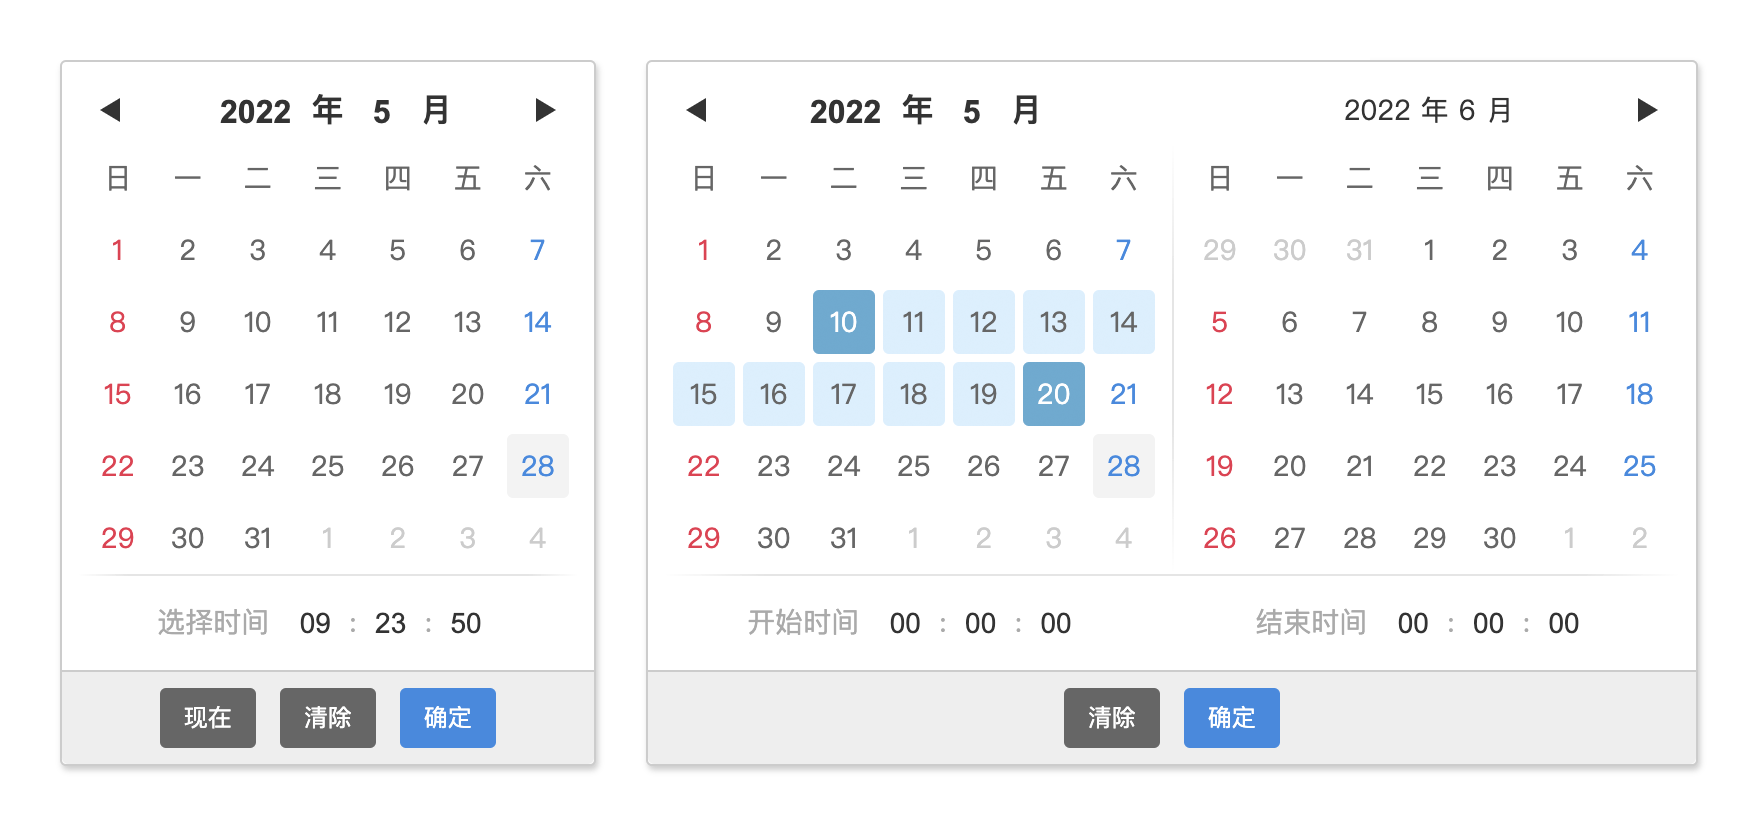 ◀ 2022 年 5 月 ▶
日 一 二 三 四 五 六
1 2 3 4 5 6 7
8 9 10 11 12 13 14
15 16 17 18 19 20 21
22 23 24 25 26 27 28
29 30 31 1 2 3 4
选择时间 09 : 23 : 50
现在 清除 确定
◀ 2022 年 5 月
日 一 二 三 四 五 六
1 2 3 4 5 6 7
8 9 10 11 12 13 14
15 16 17 18 19 20 21
22 23 24 25 26 27 28
29 30 31 1 2 3 4
开始时间 00 : 00 : 00
2022 年 6 月 ▶
日 一 二 三 四 五 六
29 30 31 1 2 3 4
5 6 7 8 9 10 11
12 13 14 15 16 17 18
19 20 21 22 23 24 25
26 27 28 29 30 1 2
结束时间 00 : 00 : 00
清除 确定